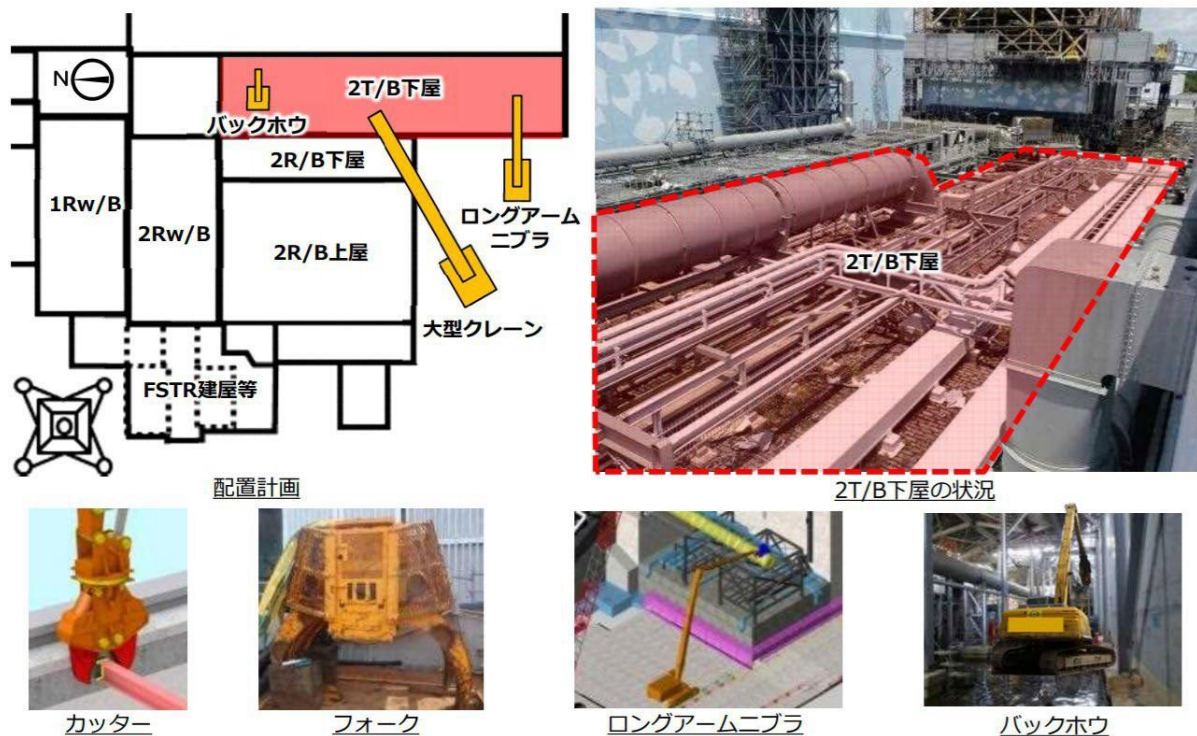 N
2T/B下屋
バックホウ
2R/B下屋
1Rw/B
2Rw/B
2R/B上屋
ロングアーム
ニブラ
大型クレーン
FSTR建屋等
配置計画
2T/B下屋
2T/B下屋の状況
カッター
フォーク
ロングアームニブラ
バックホウ